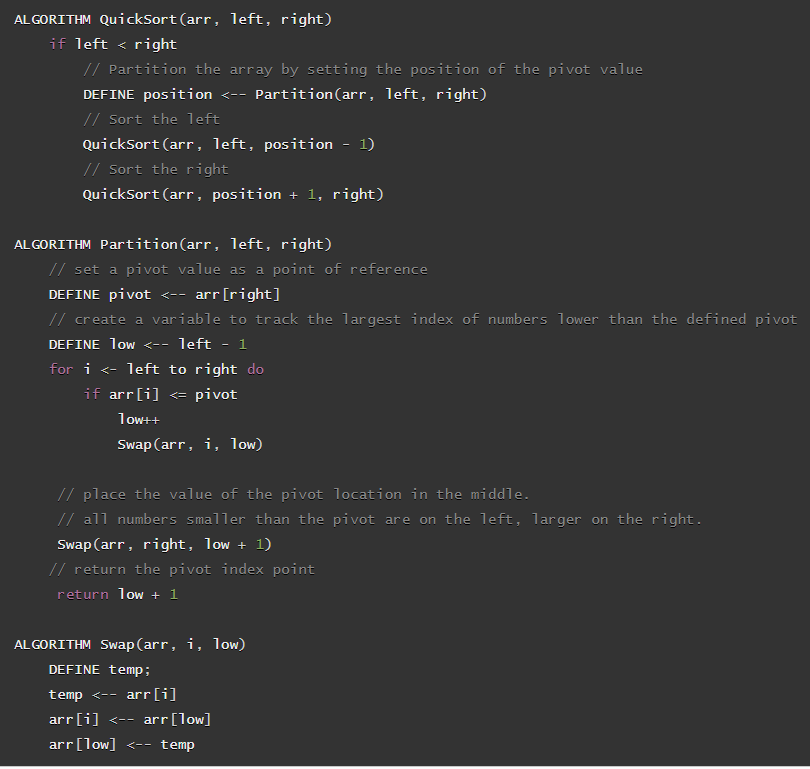 ALGORITHM QuickSort(arr, left, right)
    if left < right
        // Partition the array by setting the position of the pivot value
        DEFINE position <-- Partition(arr, left, right)
        // Sort the left
        QuickSort(arr, left, position - 1)
        // Sort the right
        QuickSort(arr, position + 1, right)

ALGORITHM Partition(arr, left, right)
    // set a pivot value as a point of reference
    DEFINE pivot <-- arr[right]
    // create a variable to track the largest index of numbers lower than the defined pivot
    DEFINE low <-- left - 1
    for i <- left to right do
        if arr[i] <= pivot
            low++
            Swap(arr, i, low)

     // place the value of the pivot location in the middle.
     // all numbers smaller than the pivot are on the left, larger on the right.
     Swap(arr, right, low + 1)
    // return the pivot index point
     return low + 1

ALGORITHM Swap(arr, i, low)
    DEFINE temp;
    temp <-- arr[i]
    arr[i] <-- arr[low]
    arr[low] <-- temp